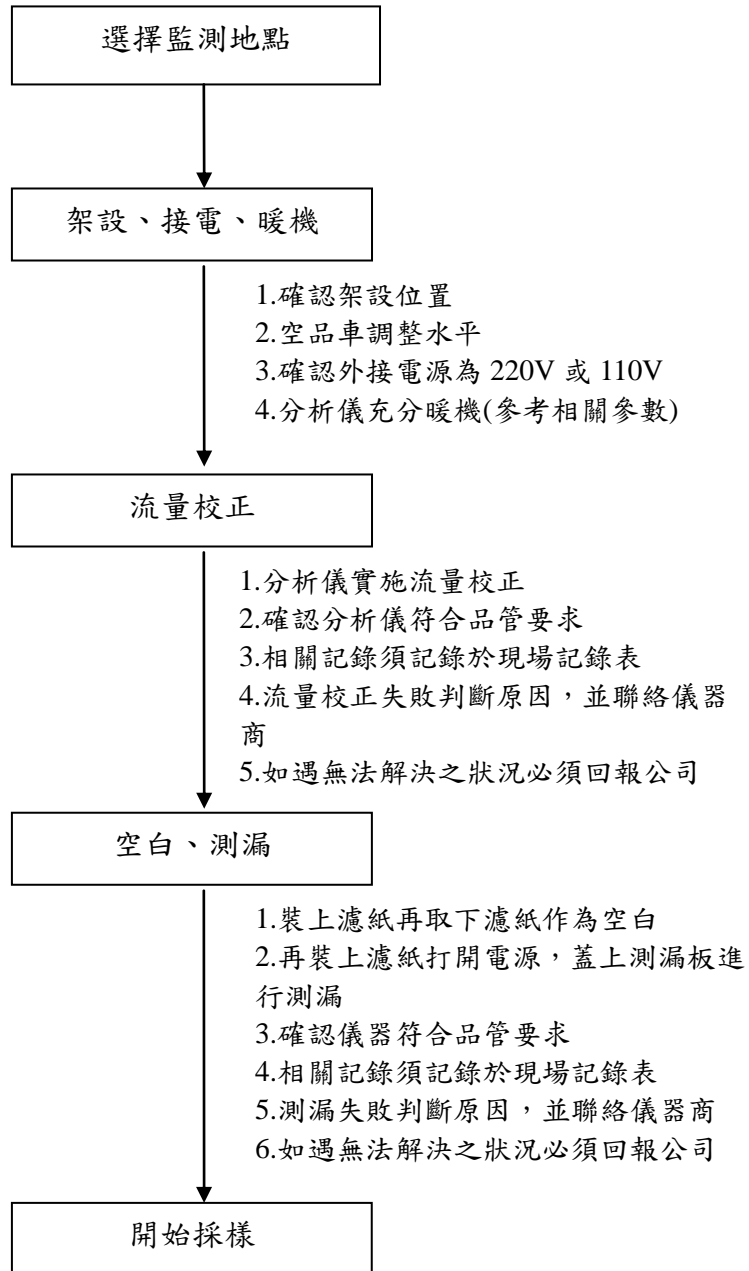 選擇監測地點
架設、接電、暖機
1.確認架設位置
2.空品車調整水平
3.確認外接電源為 220V 或 110V
4.分析儀充分暖機(參考相關參數)
流量校正
1.分析儀實施流量校正
2.確認分析儀符合品管要求
3.相關記錄須記錄於現場記錄表
4.流量校正失敗判斷原因，並聯絡儀器
商
5.如遇無法解決之狀況必須回報公司
空白、測漏
1.裝上濾紙再取下濾紙作為空白
2.再裝上濾紙打開電源，蓋上測漏板進
行測漏
3.確認儀器符合品管要求
4.相關記錄須記錄於現場記錄表
5.測漏失敗判斷原因，並聯絡儀器商
6.如遇無法解決之狀況必須回報公司
開始採樣